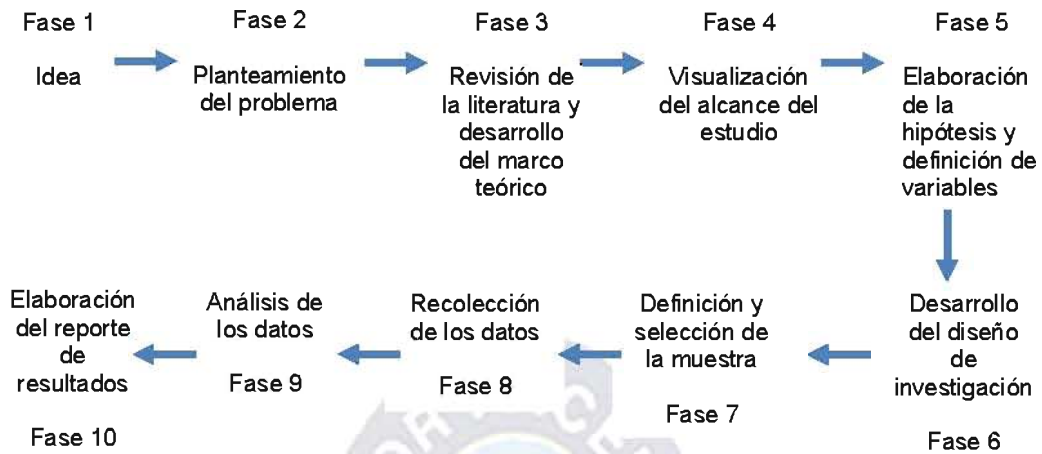 Fase 1
Idea
Fase 2
Planteamiento
del problema
Fase 3
Revisión de
la literatura y
desarrollo
del marco
teórico
Fase 4
Visualización
del alcance del
estudio
Fase 5
Elaboración
de la
hipótesis y
definición de
variables
Desarrollo
del diseño
de
investigación
Fase 6
Definición y
selección de
la muestra
Fase 7
Recolección
de los datos
Fase 8
Análisis de
los datos
Fase 9
Elaboración
del reporte
de
resultados
Fase 10